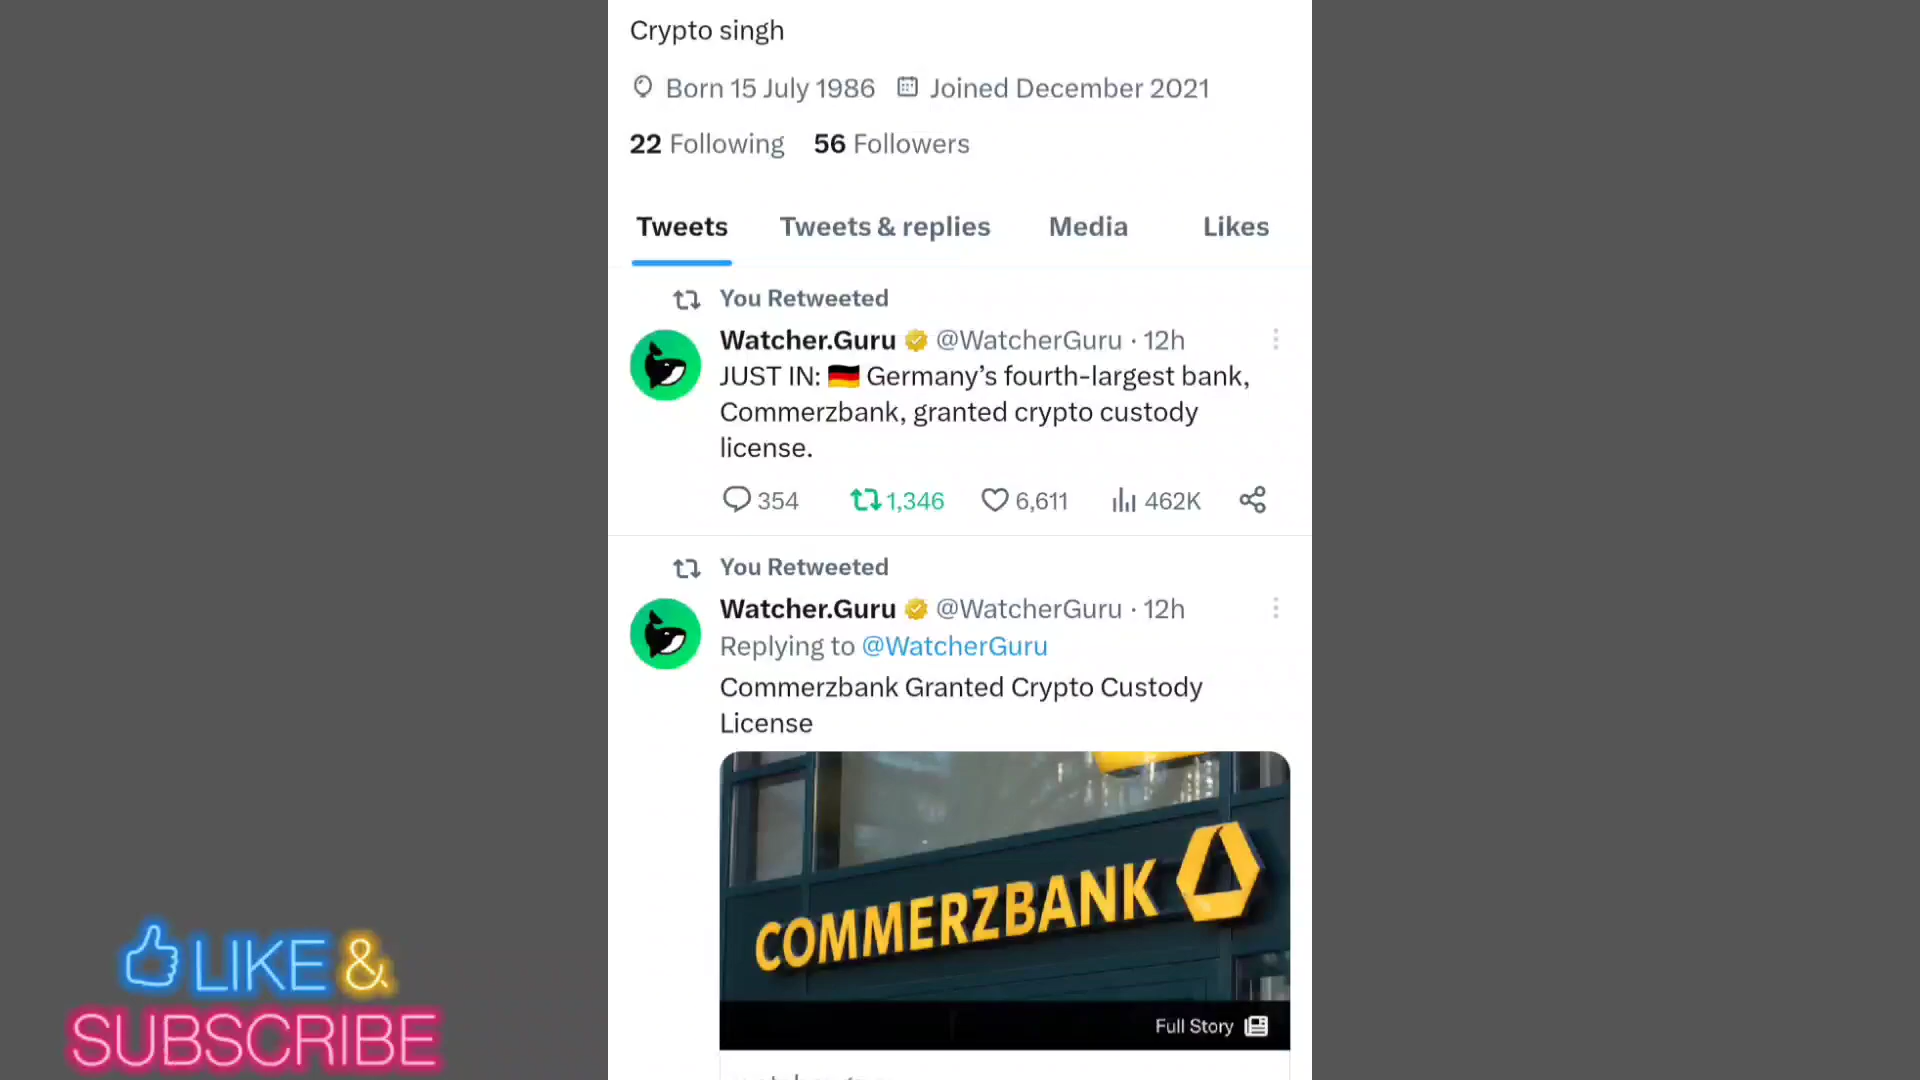 Crypto singh
Born 15 July 1986 Joined December 2021
22 Following 56 Followers
Tweets Tweets & replies Media Likes
You Retweeted
Watcher.Guru @WatcherGuru · 12h
JUST IN: 🇩🇪 Germany’s fourth-largest bank,
Commerzbank, granted crypto custody
license.
354 1,346 6,611 462K
You Retweeted
Watcher.Guru @WatcherGuru · 12h
Replying to @WatcherGuru
Commerzbank Granted Crypto Custody
License
COMMERZBANK
Full Story
LIKE &
SUBSCRIBE